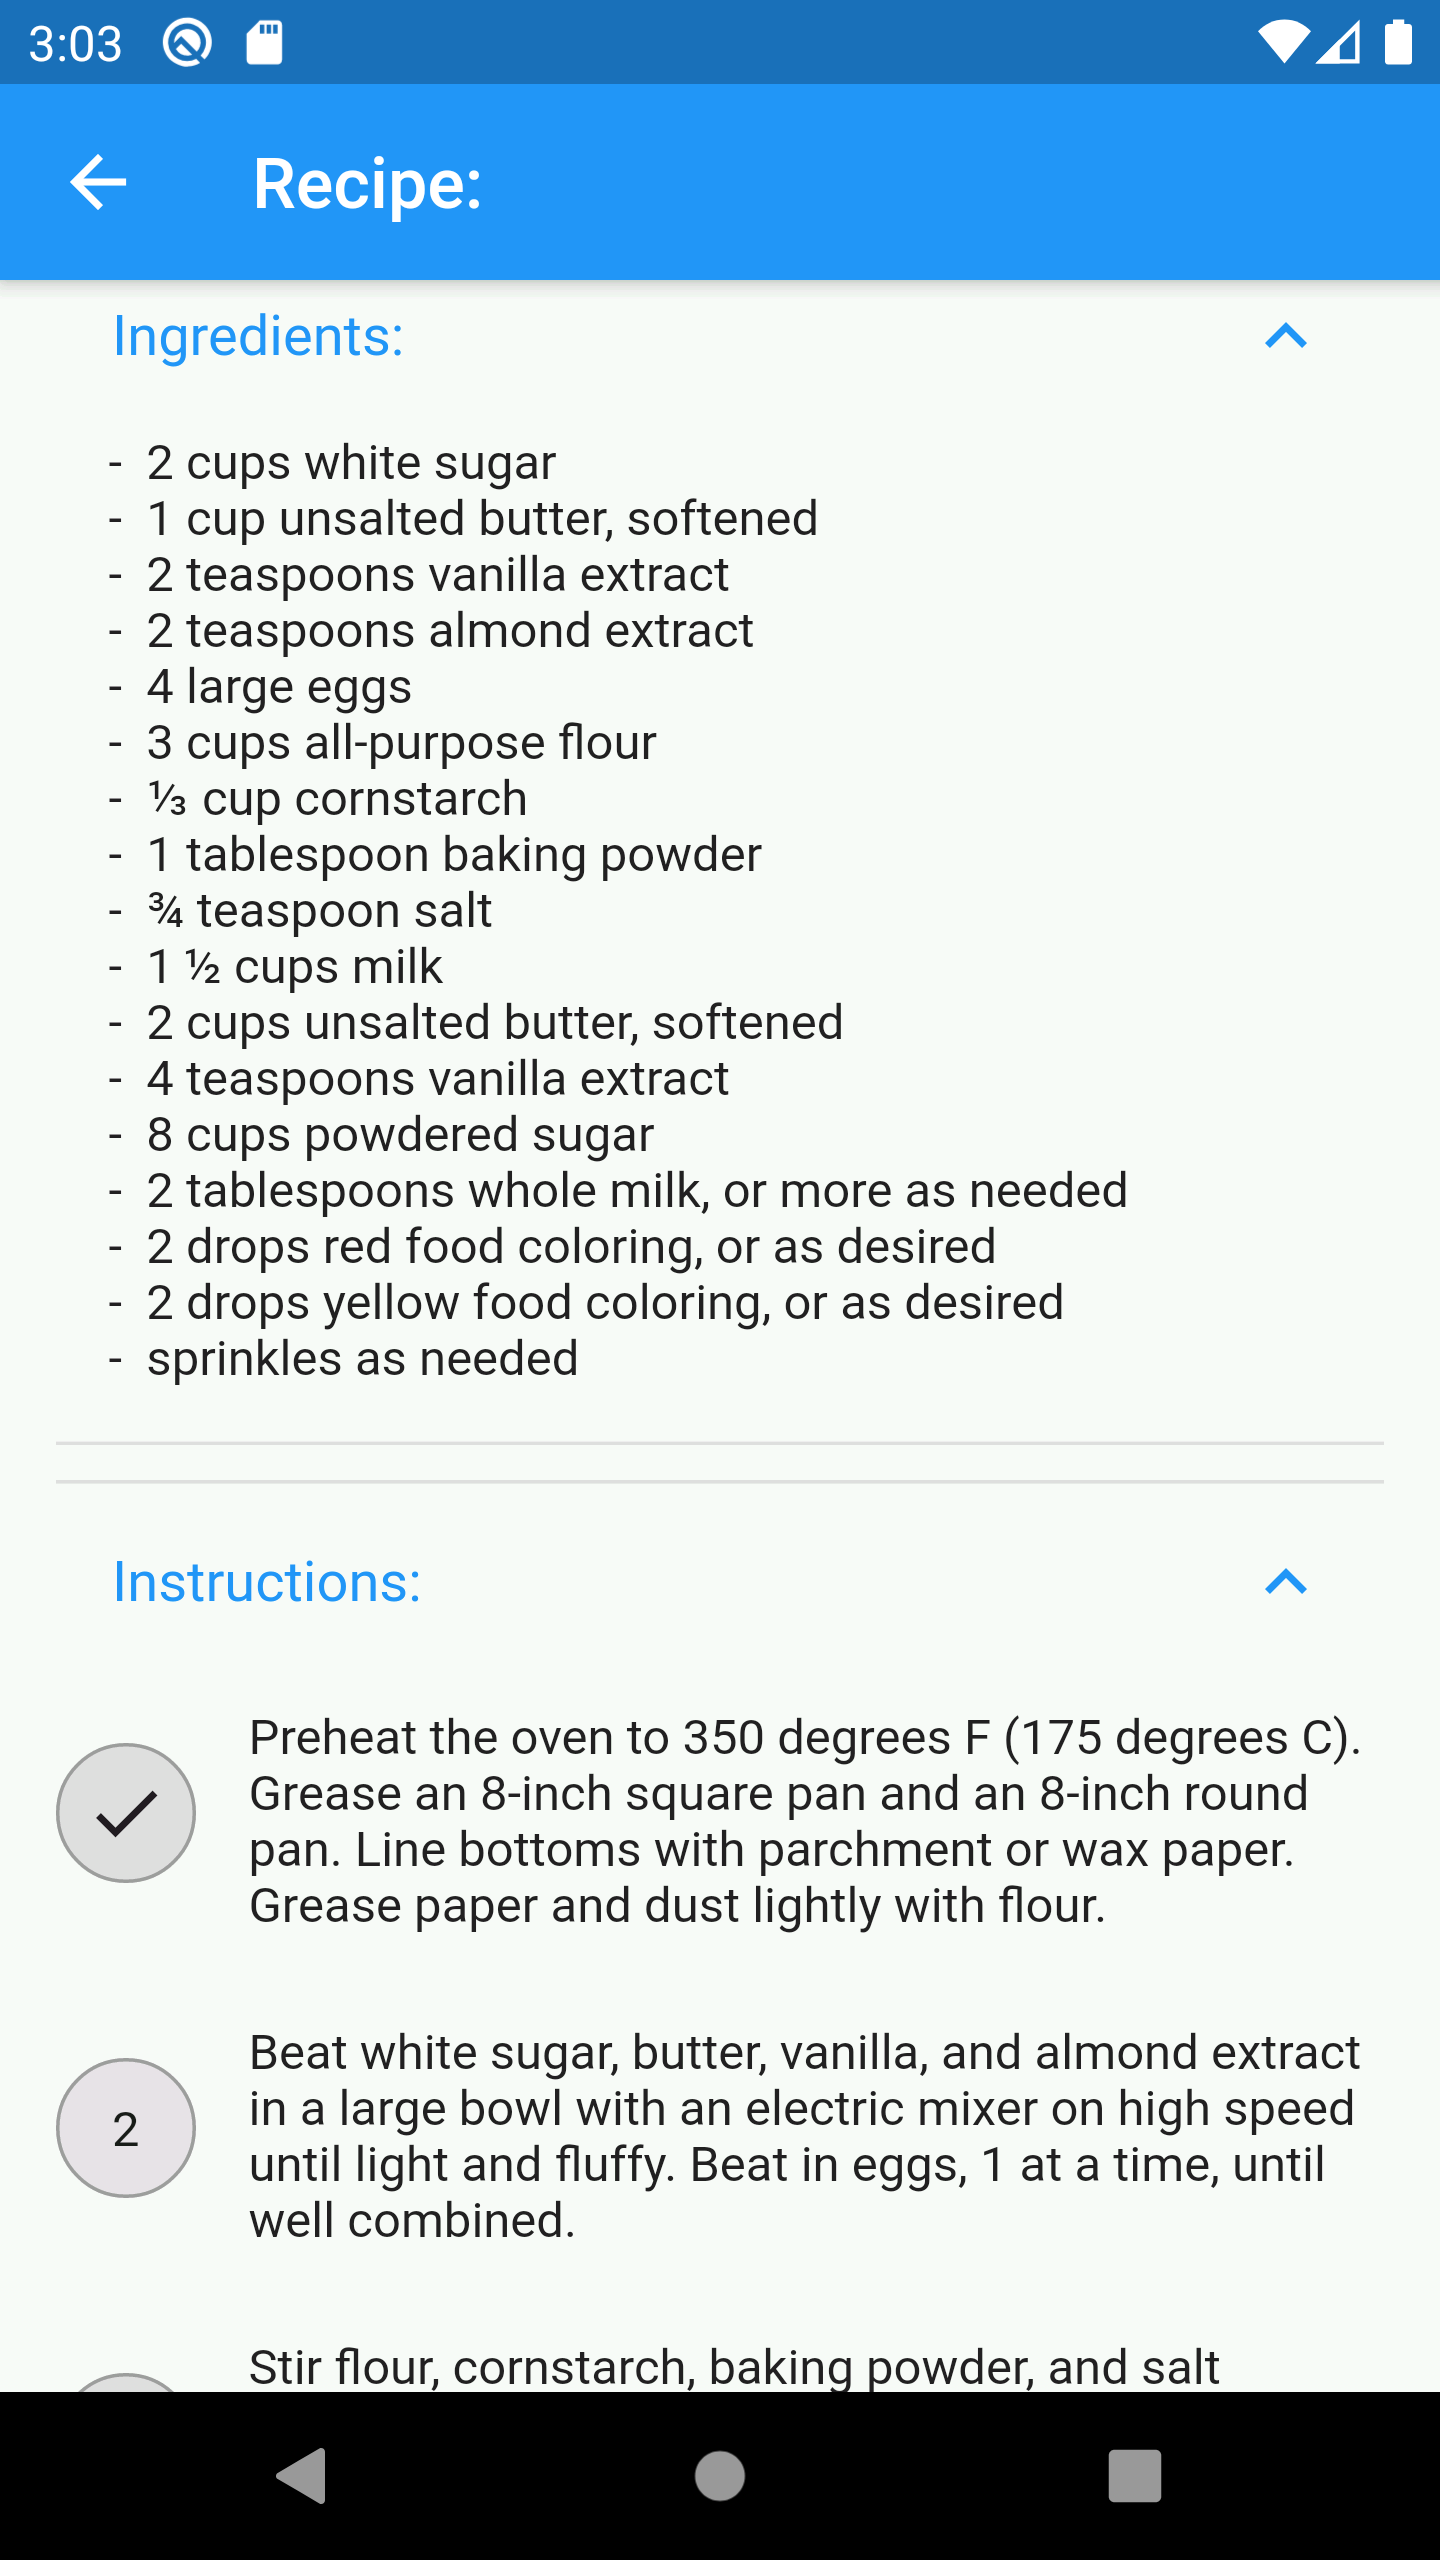 3:03
Recipe:
Ingredients:
- 2 cups white sugar
- 1 cup unsalted butter, softened
- 2 teaspoons vanilla extract
- 2 teaspoons almond extract
- 4 large eggs
- 3 cups all-purpose flour
- ⅓ cup cornstarch
- 1 tablespoon baking powder
- ¾ teaspoon salt
- 1 ½ cups milk
- 2 cups unsalted butter, softened
- 4 teaspoons vanilla extract
- 8 cups powdered sugar
- 2 tablespoons whole milk, or more as needed
- 2 drops red food coloring, or as desired
- 2 drops yellow food coloring, or as desired
- sprinkles as needed
Instructions:
Preheat the oven to 350 degrees F (175 degrees C).
Grease an 8-inch square pan and an 8-inch round
pan. Line bottoms with parchment or wax paper.
Grease paper and dust lightly with flour.
2
Beat white sugar, butter, vanilla, and almond extract
in a large bowl with an electric mixer on high speed
until light and fluffy. Beat in eggs, 1 at a time, until
well combined.
Stir flour, cornstarch, baking powder, and salt